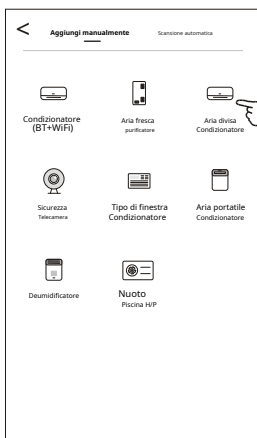 <
Aggiungi manualmente Scansione automatica
Condizionatore
(BT+WiFi)
Aria fresca
purificatore
Aria divisa
Condizionatore
Sicurezza
Telecamera
Tipo di finestra
Condizionatore
Aria portatile
Condizionatore
Deumidificatore
Nuoto
Piscina H/P